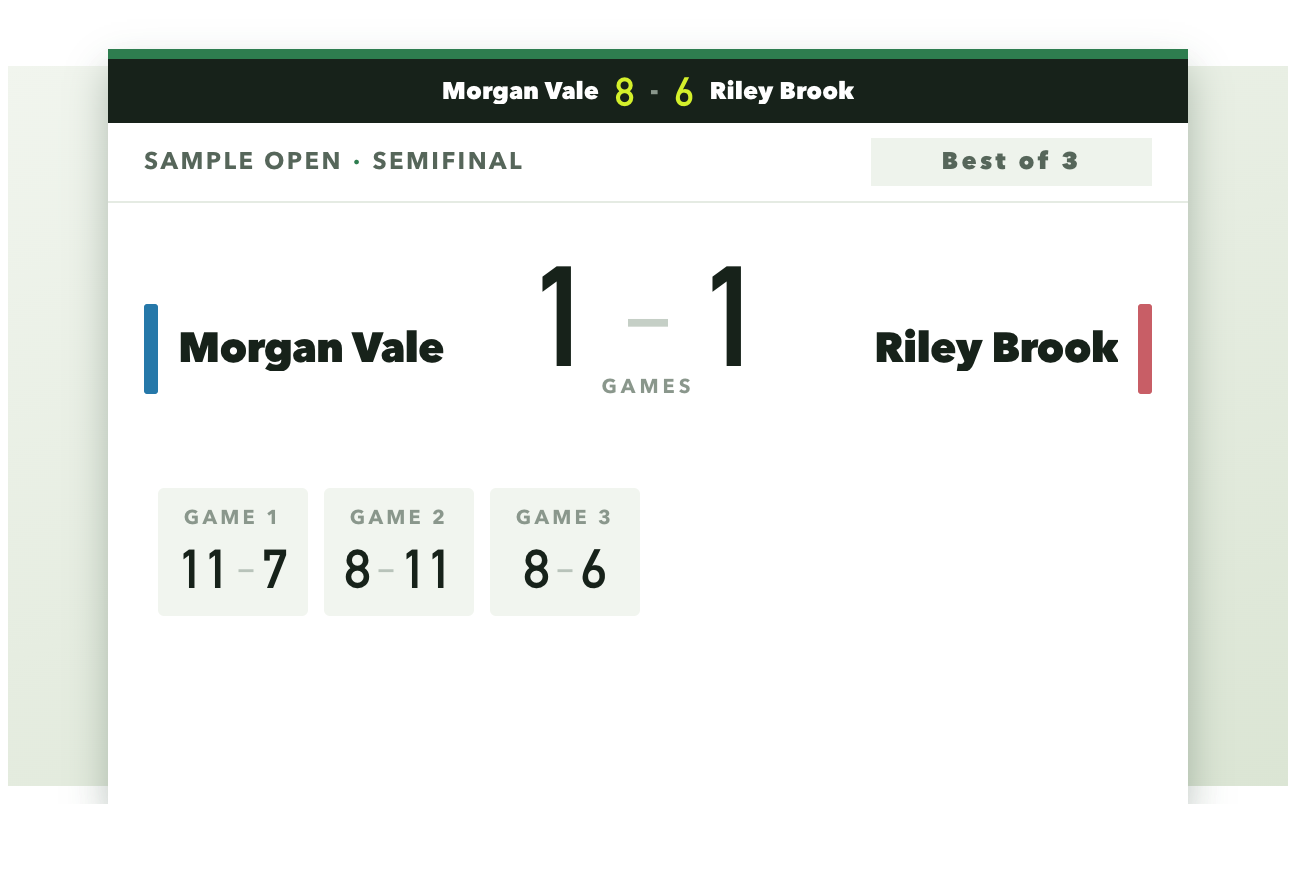 Morgan Vale 8 - 6 Riley Brook
SAMPLE OPEN · SEMIFINAL
Best of 3
Morgan Vale
1 – 1
GAMES
Riley Brook
GAME 1
11 – 7
GAME 2
8 – 11
GAME 3
8 – 6